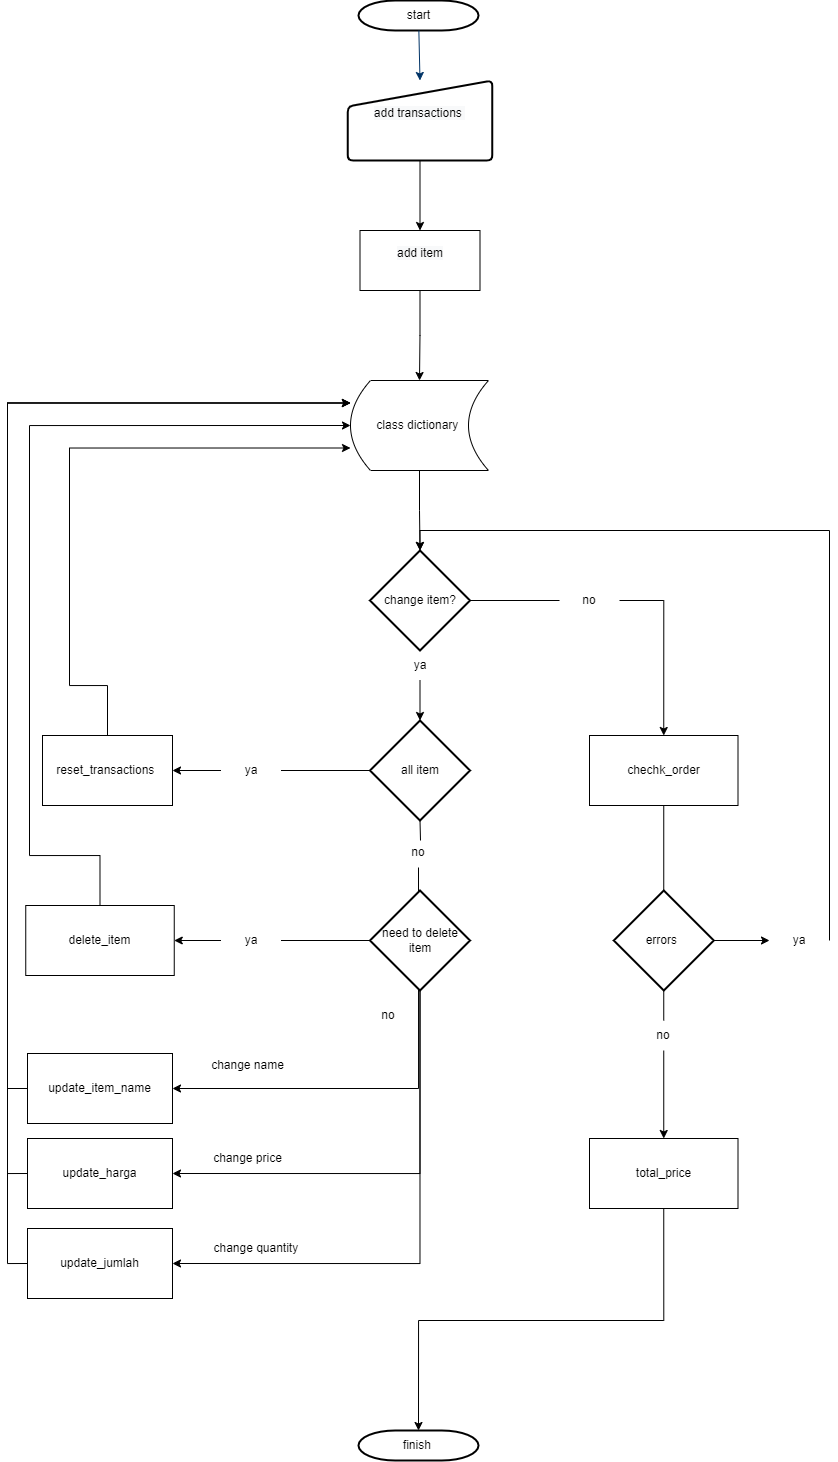 start
add transactions
add item
class dictionary
change item?
no
ya
reset_transactions
ya
all item
chechk_order
no
delete_item
ya
need to delete
item
errors
ya
no
no
change name
update_item_name
change price
update_harga
total_price
change quantity
update_jumlah
finish